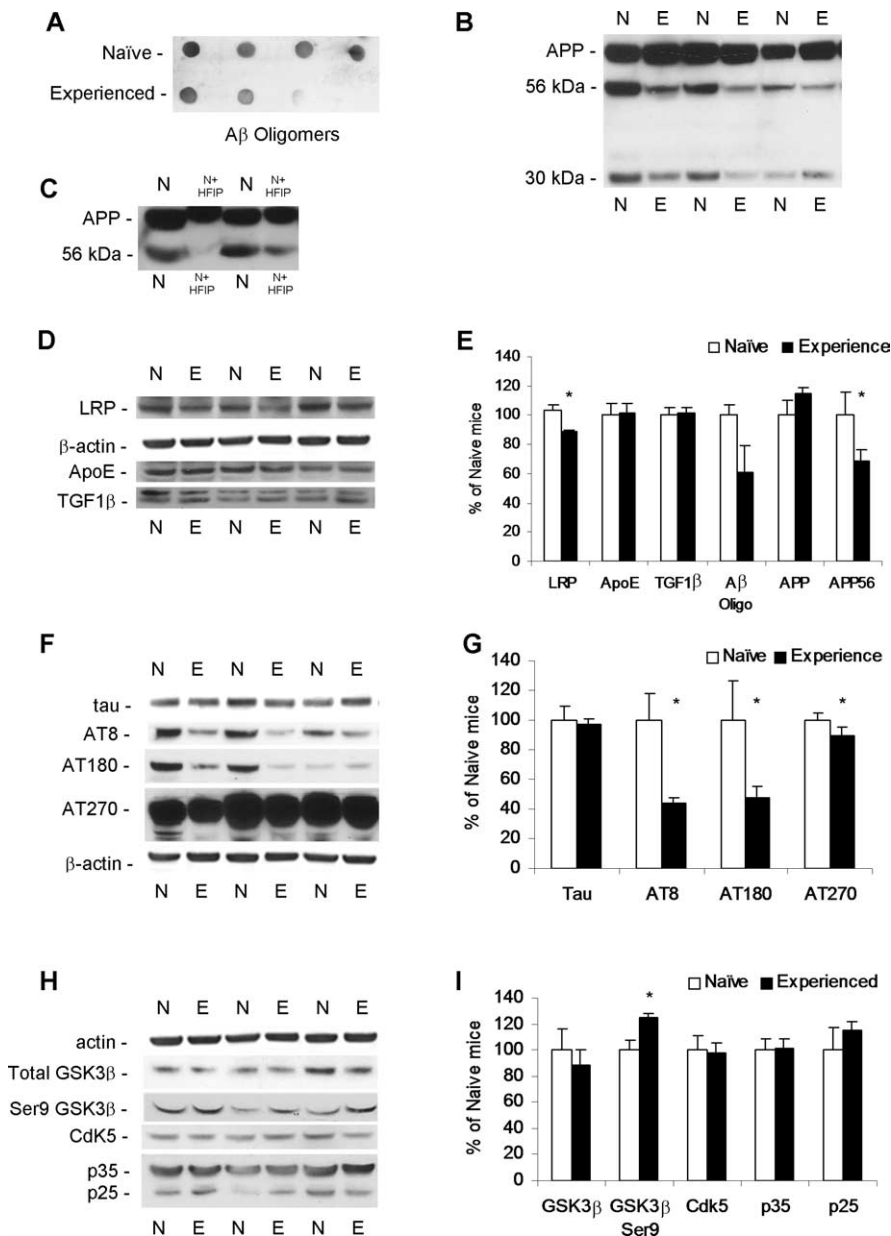 A
Naïve -
Experienced -
Aβ Oligomers
B
N E N E N E
APP -
56 kDa -
30 kDa -
N E N E N E
C
N N+ HFIP N N+ HFIP
APP -
56 kDa -
N N+ HFIP N N+ HFIP
D
N E N E N E
LRP -
β-actin -
ApoE -
TGF1β -
N E N E N E
E
Naïve Experience
% of Naive mice
140
120
100
80
60
40
20
0
* *
LRP ApoE TGF1β Aβ APP APP56
Oligo
F
N E N E N E
tau -
AT8 -
AT180 -
AT270 -
β-actin -
N E N E N E
G
Naïve Experience
% of Naive mice
140
120
100
80
60
40
20
0
* * *
Tau AT8 AT180 AT270
H
N E N E N E
actin -
Total GSK3β -
Ser9 GSK3β -
CdK5 -
p35 -
p25 -
N E N E N E
I
Naïve Experienced
% of Naive mice
140
120
100
80
60
40
20
0
*
GSK3β GSK3β Cdk5 p35 p25
Ser9